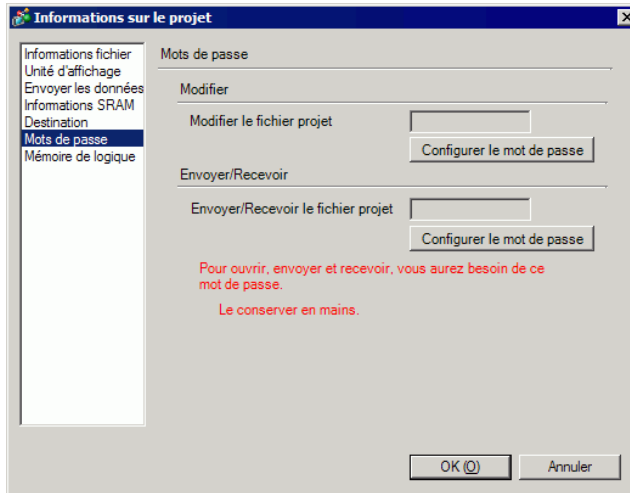 Informations sur le projet
Informations fichier
Unité d'affichage
Envoyer les données
Informations SRAM
Destination
Mots de passe
Mémoire de logique
Mots de passe
Modifier
Modifier le fichier projet
Configurer le mot de passe
Envoyer/Recevoir
Envoyer/Recevoir le fichier projet
Configurer le mot de passe
Pour ouvrir, envoyer et recevoir, vous aurez besoin de ce
mot de passe.
Le conserver en mains.
OK (O)
Annuler